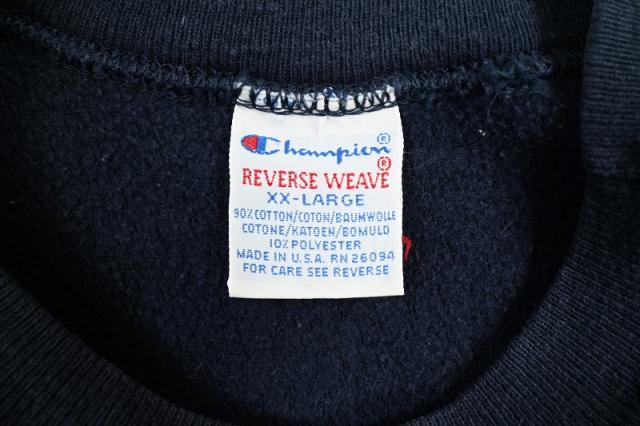 Champion®
REVERSE WEAVE®
XX-LARGE
90% COTTON/COTON/BAUMWOLLE
COTONE/KATOEN/BOMULD
10% POLYESTER
MADE IN U.S.A. RN 26094
FOR CARE SEE REVERSE